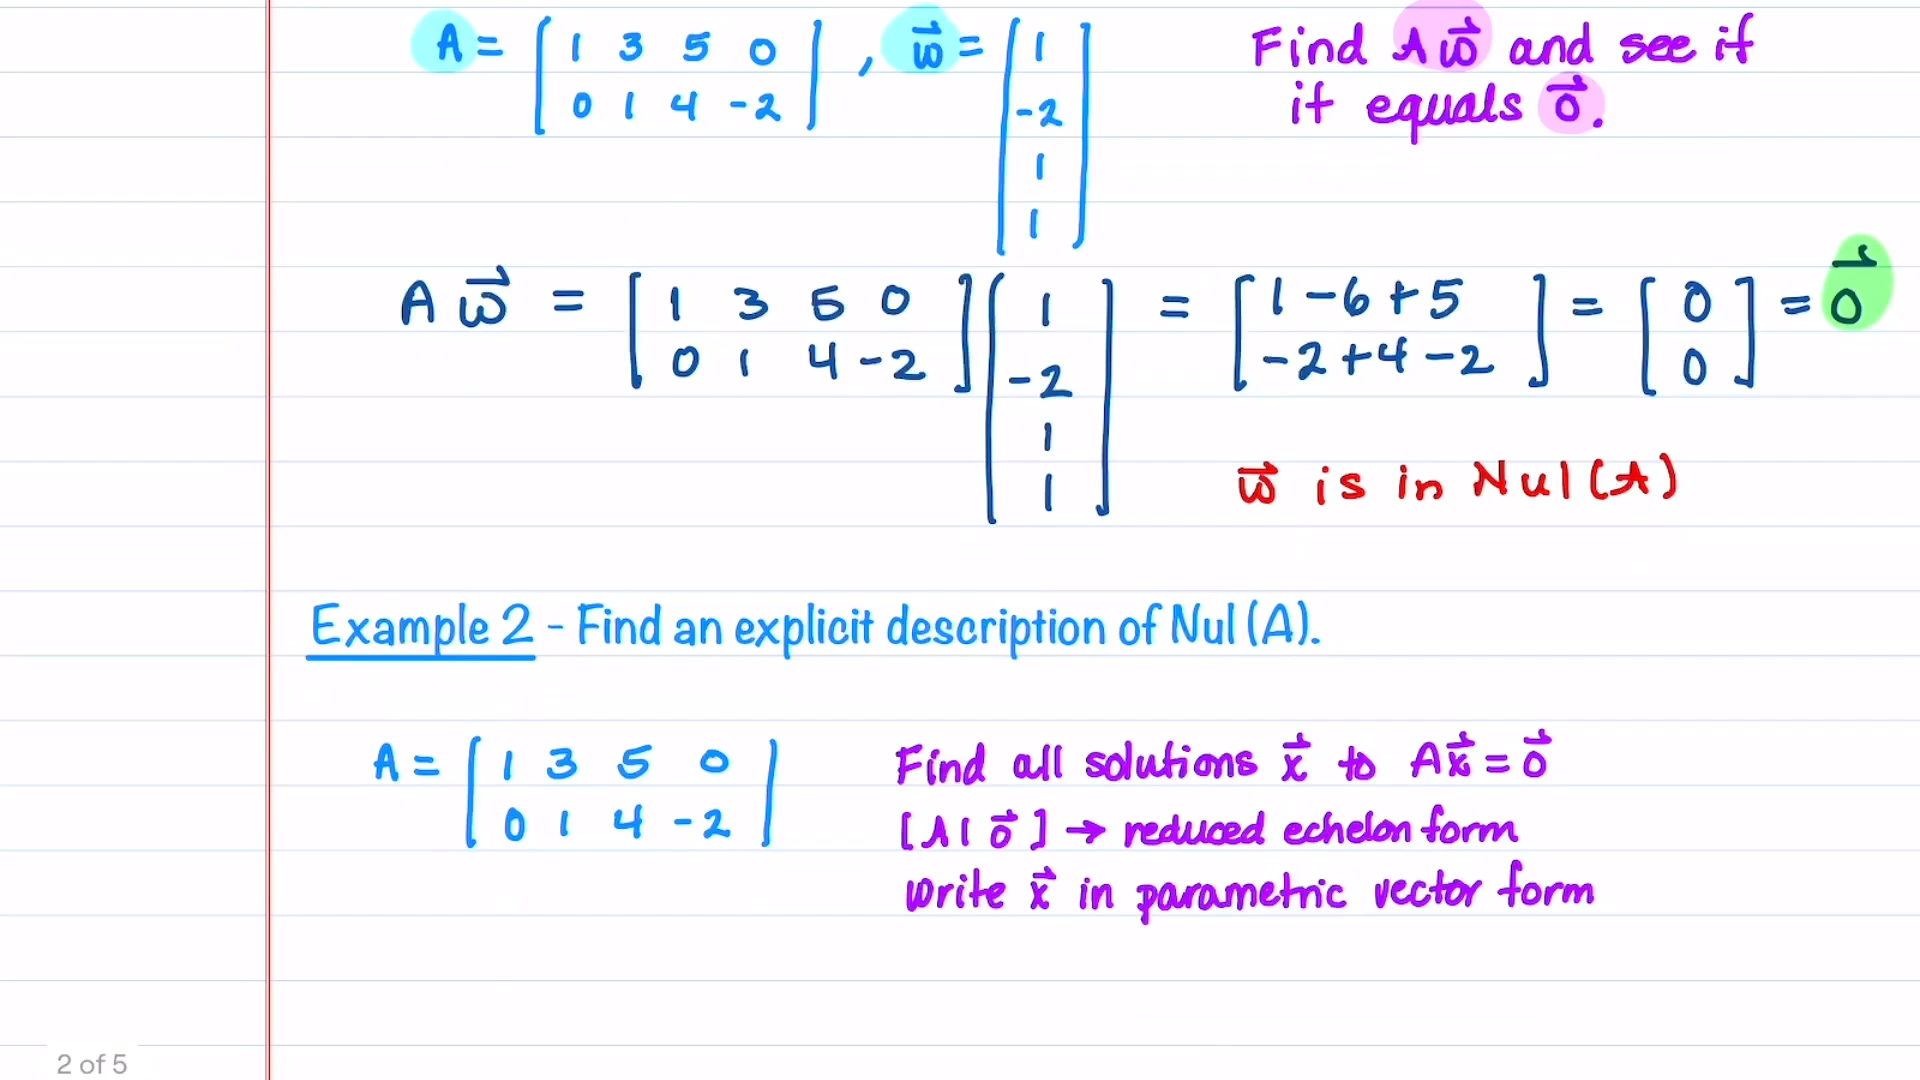 A = [ 1 3 5 0 ] , w⃗ = [ 1 Find Aw⃗ and see if
0 1 4 -2 -2 it equals 0⃗.
1
1 ]
A w⃗ = [ 1 3 5 0 ] [ 1 ] = [ 1 - 6 + 5 ] = [ 0 ] = 0⃗
0 1 4 -2 -2 -2 + 4 - 2 0
1
1
w⃗ is in Nul(A)
Example 2 - Find an explicit description of Nul (A).
A = [ 1 3 5 0 ] Find all solutions x⃗ to Ax⃗ = 0⃗
0 1 4 -2 [A | 0⃗ ] → reduced echelon form
Write x⃗ in parametric vector form
2 of 5